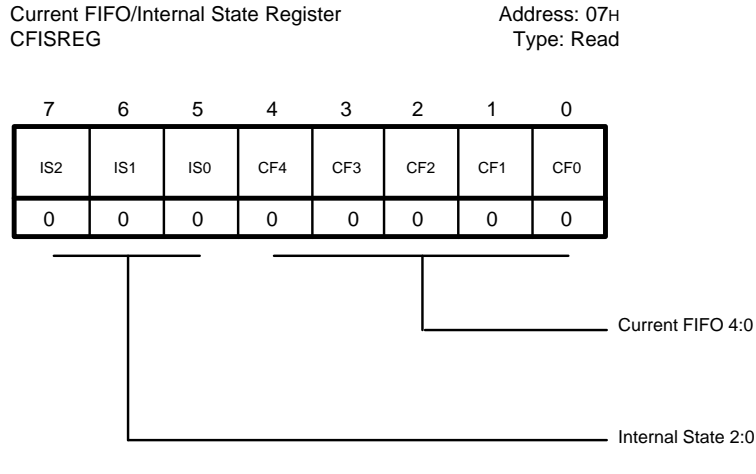 Current FIFO/Internal State Register Address: 07H
CFISREG Type: Read
7 6 5 4 3 2 1 0
IS2 IS1 IS0 CF4 CF3 CF2 CF1 CF0
0 0 0 0 0 0 0 0
Current FIFO 4:0
Internal State 2:0